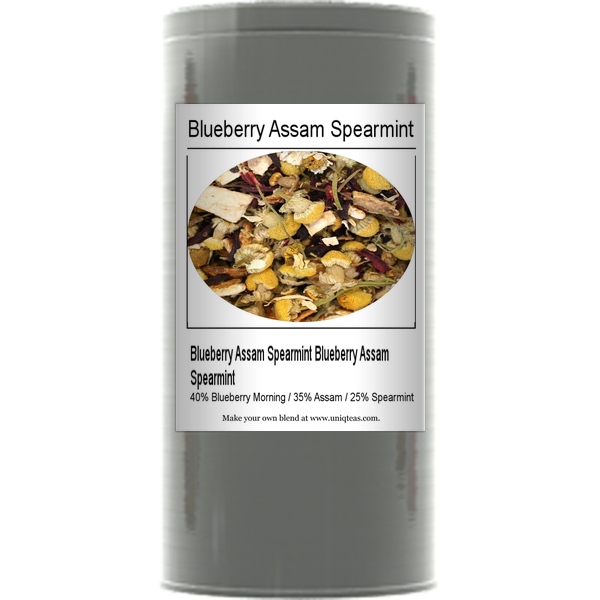 Blueberry Assam Spearmint
Blueberry Assam Spearmint Blueberry Assam
Spearmint
40% Blueberry Morning / 35% Assam / 25% Spearmint
Make your own blend at www.uniqteas.com.